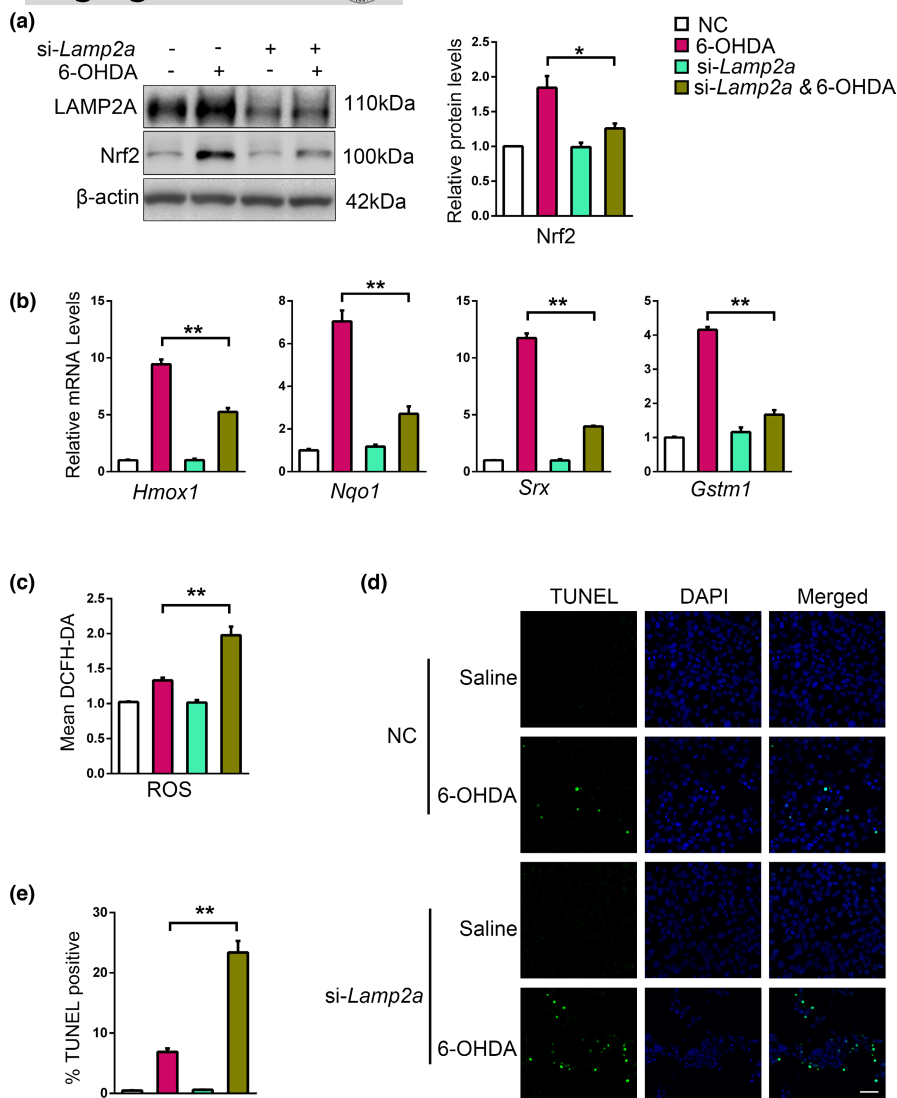 (a)
si-Lamp2a - - + +
6-OHDA - + - +
LAMP2A 110kDa
Nrf2 100kDa
β-actin 42kDa
Relative protein levels
2.5
2.0
1.5
1.0
0.5
0.0
*
Nrf2
NC
6-OHDA
si-Lamp2a
si-Lamp2a & 6-OHDA
(b)
Relative mRNA Levels
15
10
5
0
**
Hmox1
8
6
4
2
0
**
Nqo1
15
10
5
0
**
Srx
5
4
3
2
1
0
**
Gstm1
(c)
Mean DCFH-DA
2.5
2.0
1.5
1.0
0.5
0.0
**
ROS
(d)
TUNEL DAPI Merged
NC
Saline
6-OHDA
si-Lamp2a
Saline
6-OHDA
(e)
% TUNEL positive
30
20
10
0
**